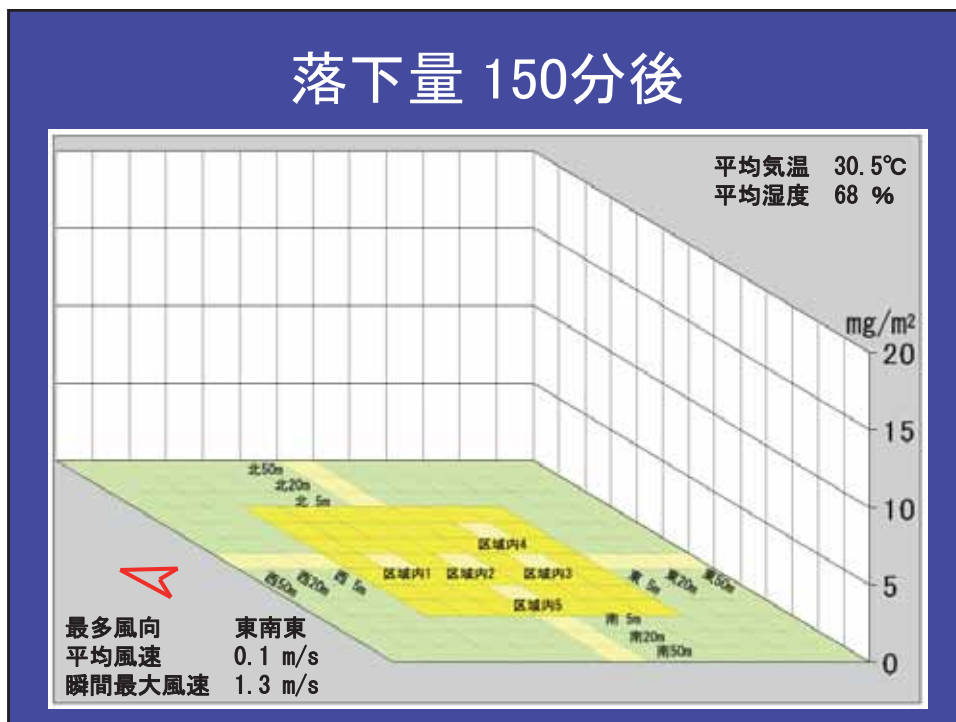 落下量 150分後
平均気温 30.5℃
平均湿度 68 %
mg/m²
20
15
10
5
0
北50m
北20m
北 5m
区域内4
区域内1 区域内2 区域内3
区域内5
西50m 西20m 西 5m
東 5m 東20m 東50m
南 5m
南20m
南50m
最多風向 東南東
平均風速 0.1 m/s
瞬間最大風速 1.3 m/s